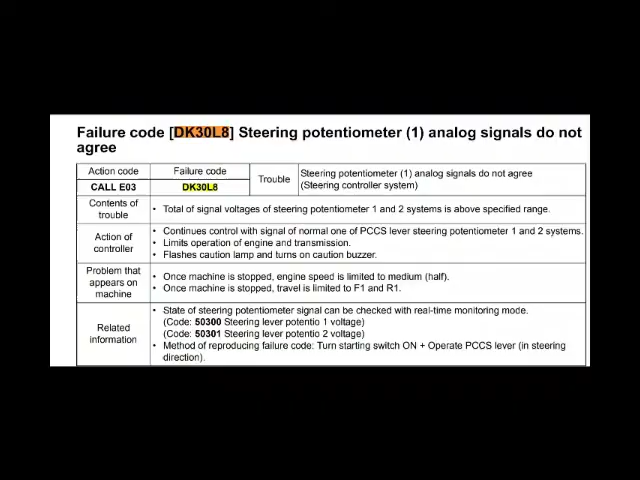 Failure code [DK30L8] Steering potentiometer (1) analog signals do not
agree
Action code
Failure code
Trouble
Steering potentiometer (1) analog signals do not agree
(Steering controller system)
CALL E03
DK30L8
Contents of
trouble
• Total of signal voltages of steering potentiometer 1 and 2 systems is above specified range.
Action of
controller
• Continues control with signal of normal one of PCCS lever steering potentiometer 1 and 2 systems.
• Limits operation of engine and transmission.
• Flashes caution lamp and turns on caution buzzer.
Problem that
appears on
machine
• Once machine is stopped, engine speed is limited to medium (half).
• Once machine is stopped, travel is limited to F1 and R1.
Related
information
• State of steering potentiometer signal can be checked with real-time monitoring mode.
(Code: 50300 Steering lever potentio 1 voltage)
(Code: 50301 Steering lever potentio 2 voltage)
• Method of reproducing failure code: Turn starting switch ON + Operate PCCS lever (in steering
direction).